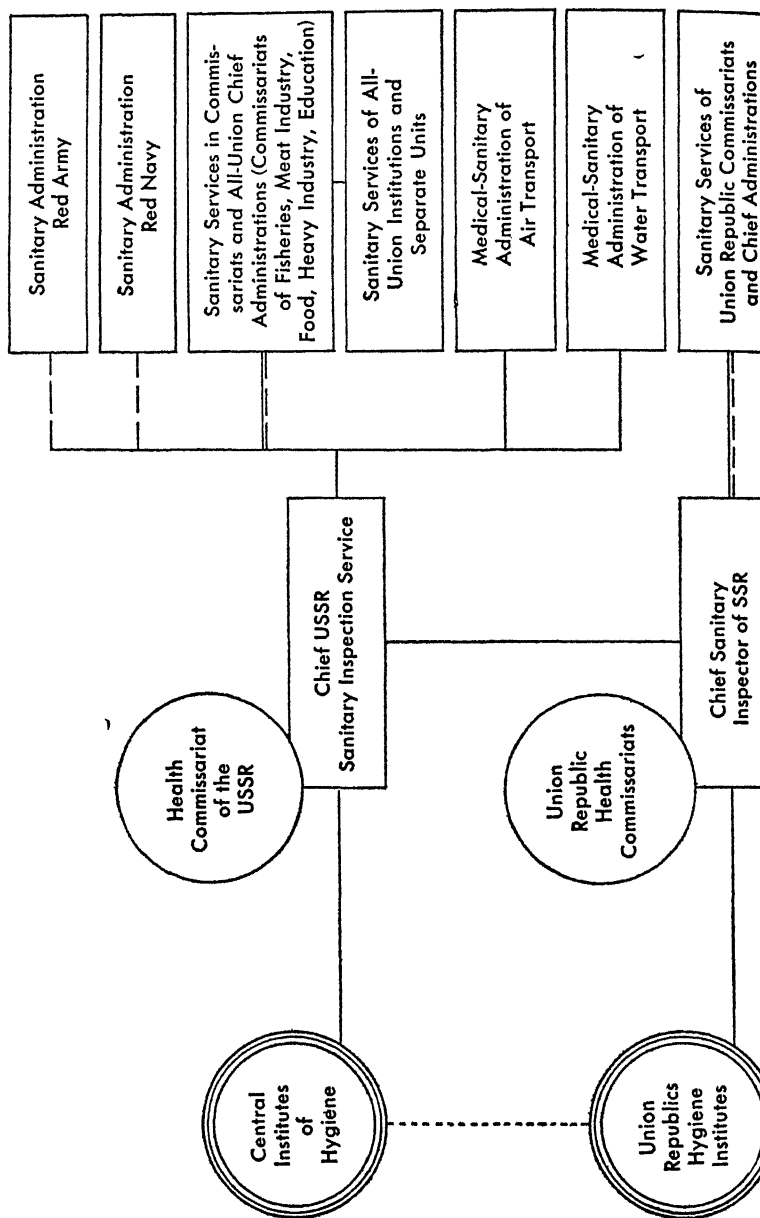 Central
Institutes
of
Hygiene
Health
Commissariat
of the
USSR
Chief USSR
Sanitary Inspection Service
Sanitary Administration
Red Army
Sanitary Administration
Red Navy
Sanitary Services in Commis-
sariats and All-Union Chief
Administrations (Commissariats
of Fisheries, Meat Industry,
Food, Heavy Industry, Education)
Sanitary Services of All-
Union Institutions and
Separate Units
Medical-Sanitary
Administration of
Air Transport
Medical-Sanitary
Administration of
Water Transport
Union
Republics
Hygiene
Institutes
Union
Republic
Health
Commissariats
Chief Sanitary
Inspector of SSR
Sanitary Services of
Union Republic Commissariats
and Chief Administrations